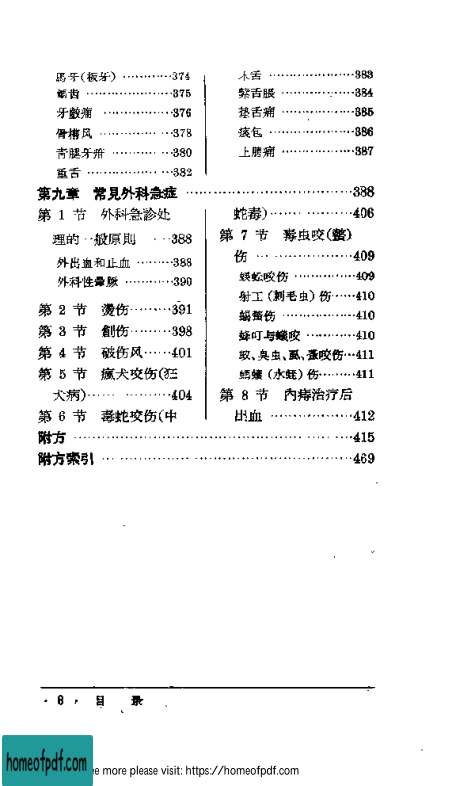 馬牙(板牙) …………374
齲齿 …………………375
牙齩痈 ………………376
骨槽风 ………………378
青腿牙疳 ……………380
重舌 …………………382
木舌 …………………383
紧舌脹 ………………384
垫舌痈 ………………385
痰包 …………………386
上腭痈 ………………387
第九章 常見外科急症 ……………………………388
第 1 节 外科急診处
理的一般原則 ……388
外出血和止血 ………388
外科性暈厥 …………390
第 2 节 燙伤…………391
第 3 节 創伤…………398
第 4 节 破伤风………401
第 5 节 瘋犬咬伤(狂
犬病)…………………404
第 6 节 毒蛇咬伤(中
蛇毒)…………………406
第 7 节 毒虫咬(螫)
伤 ……………………409
蜈蚣咬伤 ……………409
射工(刺毛虫)伤……410
蝎螫伤 ………………410
蜂叮与蟻咬 …………410
蚊、臭虫、虱、蚤咬伤…411
螞蟥(水蛭)伤………411
第 8 节 內痔治疗后
出血 …………………412
附方 …………………………………………………415
附方索引 ……………………………………………469
· 6 · 目 录
homeofpdf.com
ee more please visit: https://homeofpdf.com